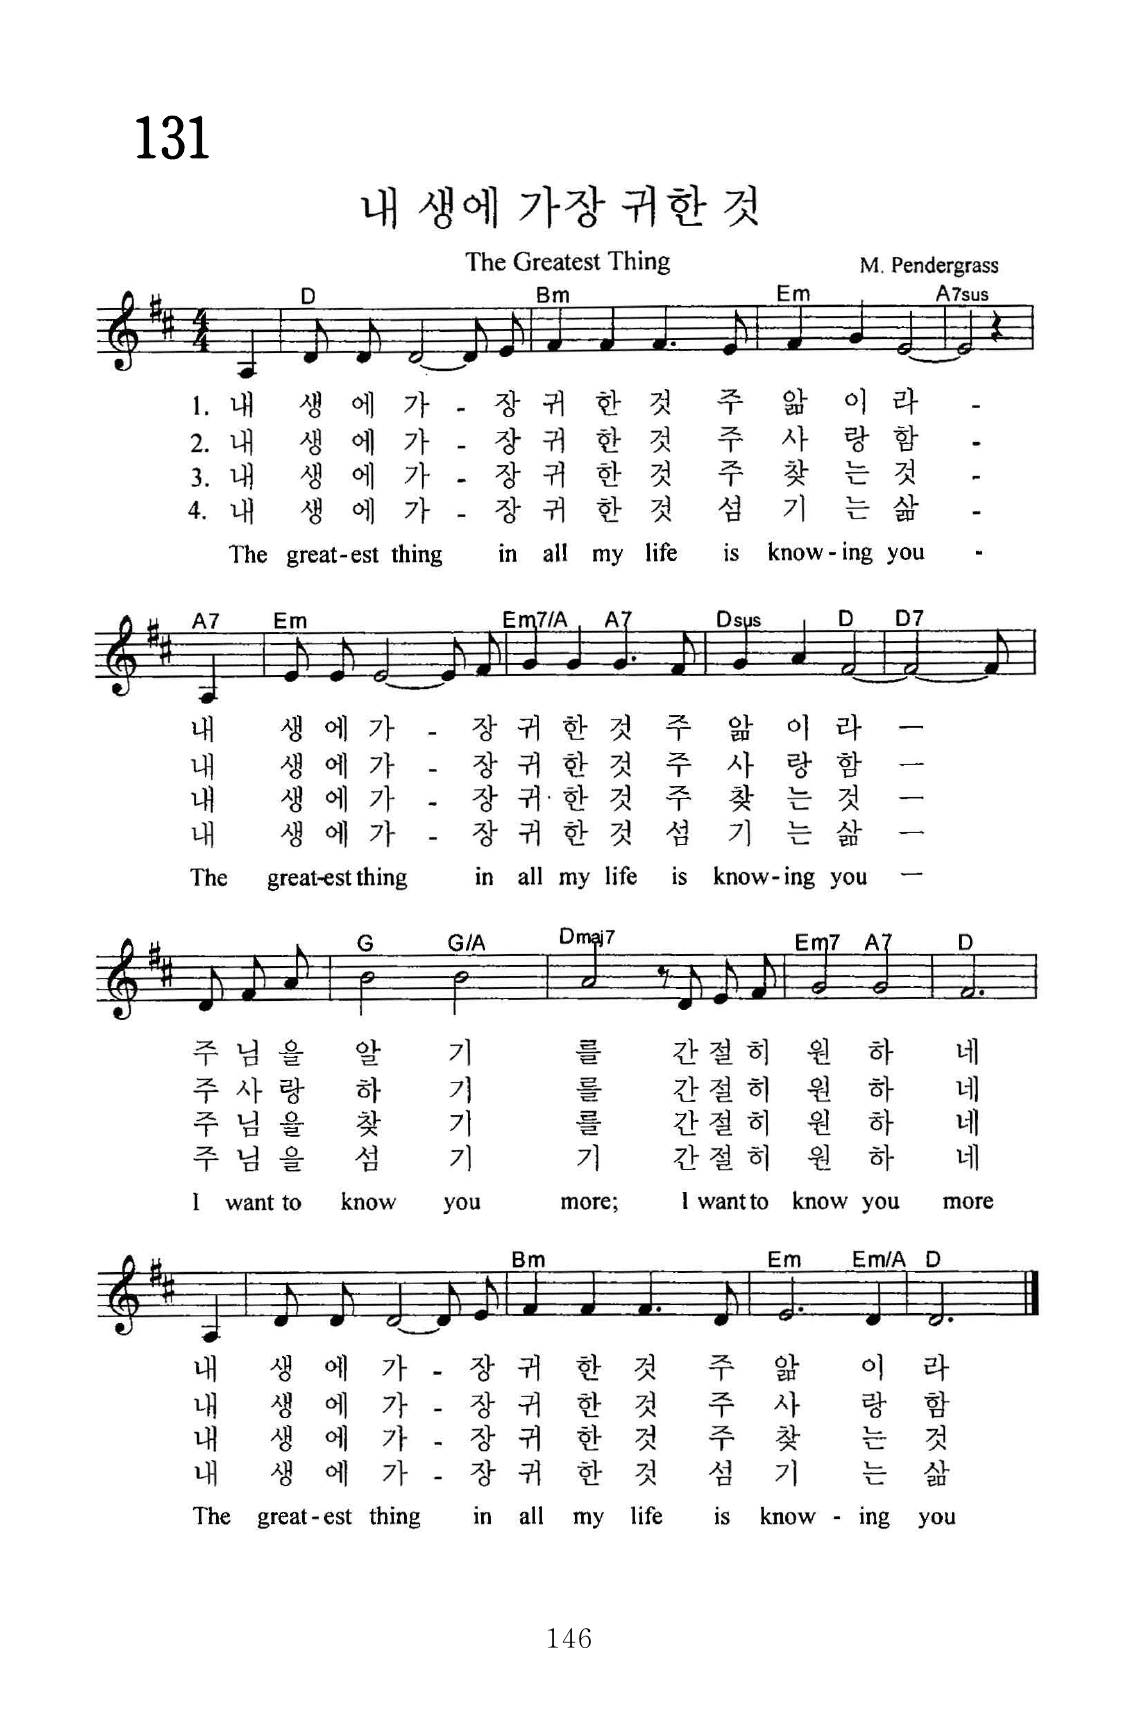 131
내 생에 가장 귀한 것
The Greatest Thing
M. Pendergrass
D Bm Em A7sus
1. 내 생 에 가 - 장 귀 한 것 주 앎 이 라 -
2. 내 생 에 가 - 장 귀 한 것 주 사 랑 함 -
3. 내 생 에 가 - 장 귀 한 것 주 찾 는 것 -
4. 내 생 에 가 - 장 귀 한 것 섬 기 는 삶 -
The great-est thing in all my life is know-ing you -
A7 Em Em7/A A7 Dsus D D7
내 생 에 가 - 장 귀 한 것 주 앎 이 라 —
내 생 에 가 - 장 귀 한 것 주 사 랑 함 —
내 생 에 가 - 장 귀 한 것 주 찾 는 것 —
내 생 에 가 - 장 귀 한 것 섬 기 는 삶 —
The great-est thing in all my life is know-ing you —
G G/A Dmaj7 Em7 A7 D
주 님 을 알 기 를 간 절 히 원 하 네
주 사 랑 하 기 를 간 절 히 원 하 네
주 님 을 찾 기 를 간 절 히 원 하 네
주 님 을 섬 기 기 간 절 히 원 하 네
I want to know you more; I want to know you more
Bm Em Em/A D
내 생 에 가 - 장 귀 한 것 주 앎 이 라
내 생 에 가 - 장 귀 한 것 주 사 랑 함
내 생 에 가 - 장 귀 한 것 주 찾 는 것
내 생 에 가 - 장 귀 한 것 섬 기 는 삶
The great-est thing in all my life is know - ing you
146